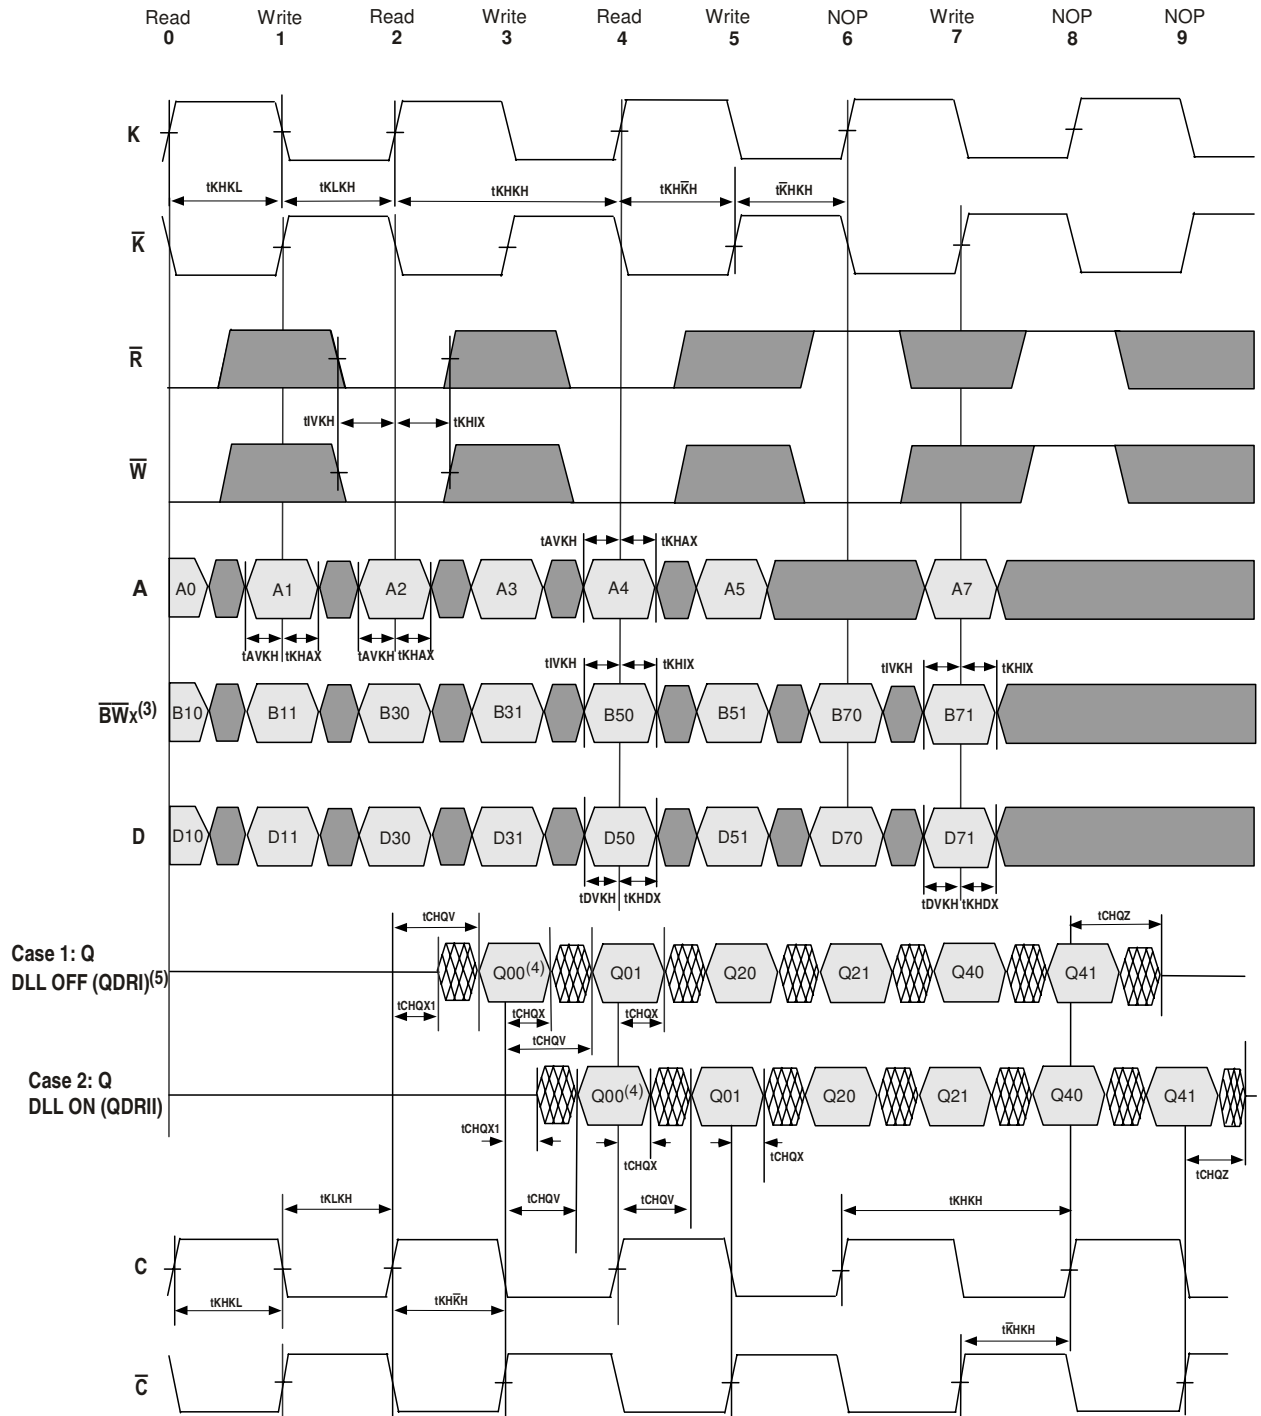 Read Write Read Write Read Write NOP Write NOP NOP
0 1 2 3 4 5 6 7 8 9
K
tKHKL tKLKH tKHKH tKHK̅H tK̅HKH
K̅
R̅
tIVKH tKHIX
W̅
tAVKH tKHAX
A A0 A1 A2 A3 A4 A5 A7
tAVKH tKHAX tAVKH tKHAX
tIVKH tKHIX tIVKH tKHIX
B̅W̅x(3) B10 B11 B30 B31 B50 B51 B70 B71
D D10 D11 D30 D31 D50 D51 D70 D71
tDVKH tKHDX tDVKH tKHDX
tCHQV tCHQZ
Case 1: Q
DLL OFF (QDRI)(5) Q00(4) Q01 Q20 Q21 Q40 Q41
tCHQX1 tCHQX tCHQX
tCHQV
Case 2: Q
DLL ON (QDRII) Q00(4) Q01 Q20 Q21 Q40 Q41
tCHQX1 tCHQX tCHQX tCHQZ
tKLKH tCHQV tCHQV tKHKH
C
tKHKL tKHK̅H
tK̅HKH
C̅